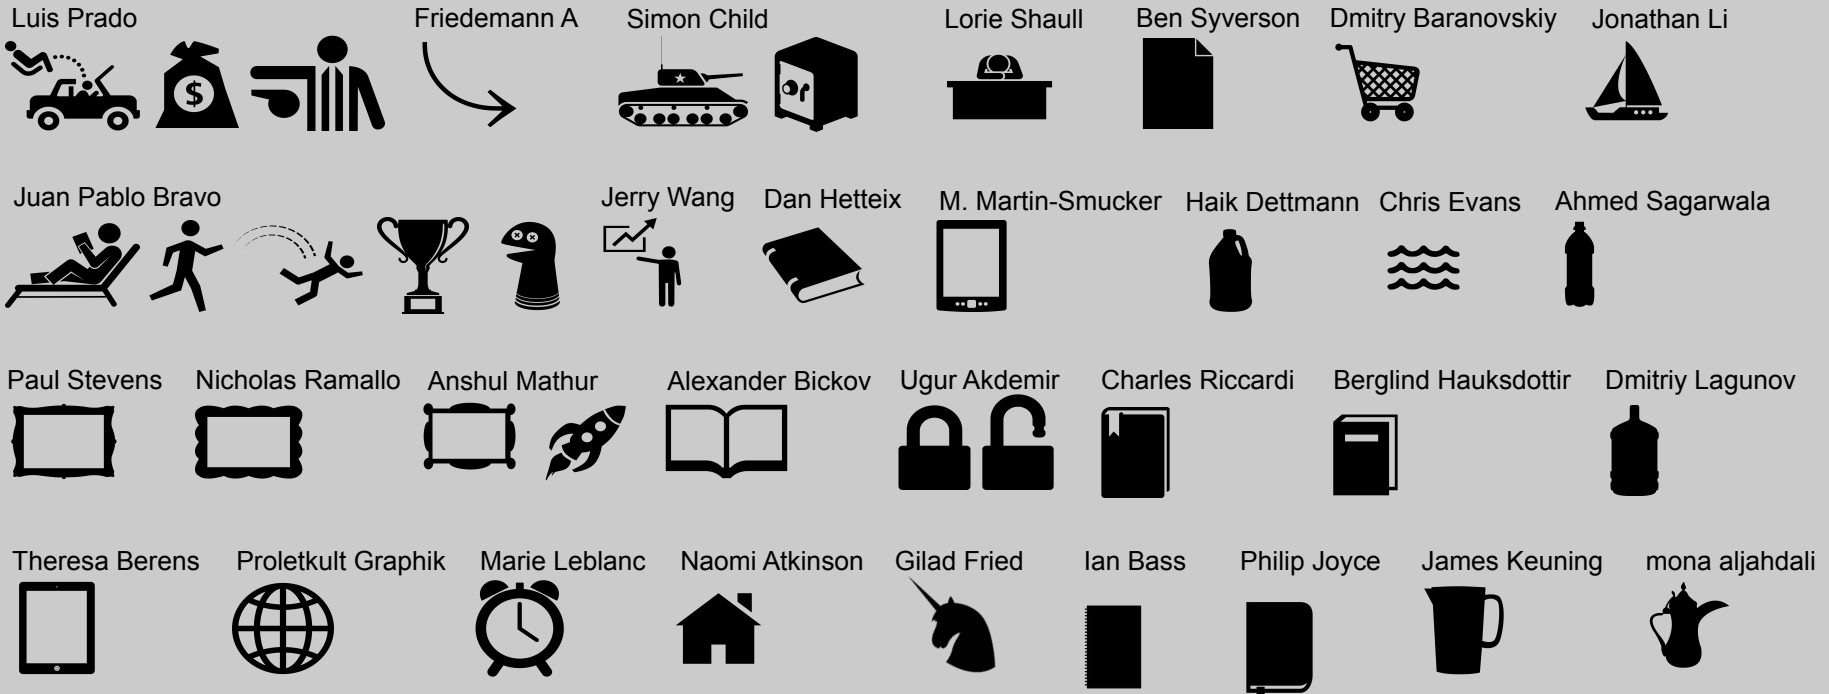 Luis Prado
Friedemann A
Simon Child
Lorie Shaull
Ben Syverson
Dmitry Baranovskiy
Jonathan Li
$
Juan Pablo Bravo
Jerry Wang
Dan Hetteix
M. Martin-Smucker
Haik Dettmann
Chris Evans
Ahmed Sagarwala
Paul Stevens
Nicholas Ramallo
Anshul Mathur
Alexander Bickov
Ugur Akdemir
Charles Riccardi
Berglind Hauksdottir
Dmitriy Lagunov
Theresa Berens
Proletkult Graphik
Marie Leblanc
Naomi Atkinson
Gilad Fried
Ian Bass
Philip Joyce
James Keuning
mona aljahdali